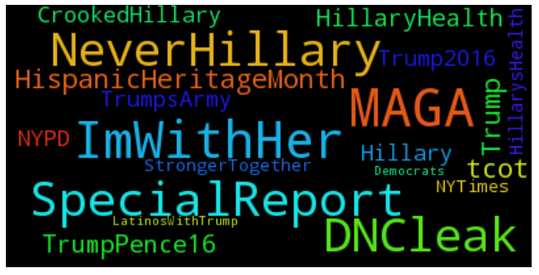 CrookedHillary
HillaryHealth
NeverHillary
Trump2016
HillarysHealth
HispanicHeritageMonth
Trump
TrumpsArmy
MAGA
NYPD
ImWithHer
Hillary
StrongerTogether
Democrats
tcot
NYTimes
SpecialReport
LatinosWithTrump
DNCleak
TrumpPence16